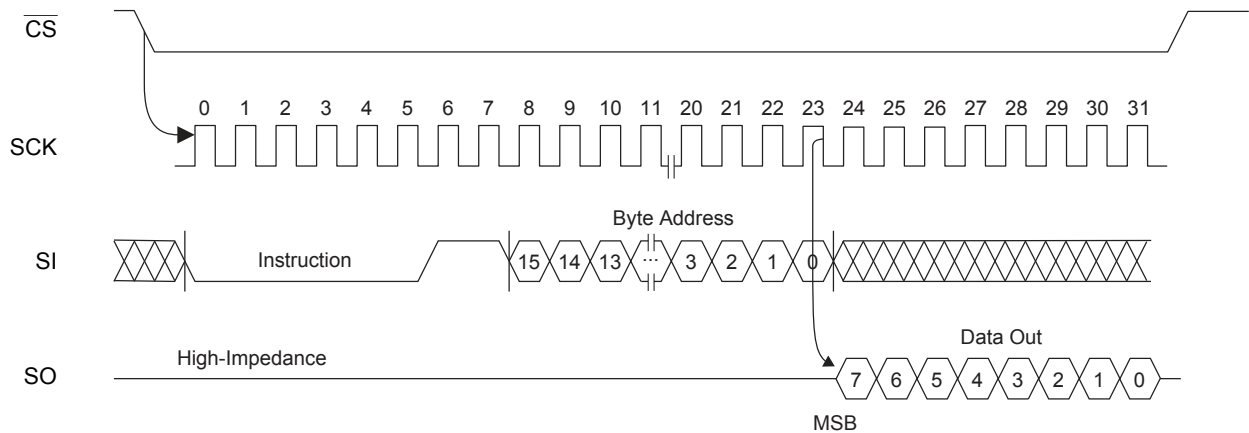 CS
0 1 2 3 4 5 6 7 8 9 10 11 20 21 22 23 24 25 26 27 28 29 30 31
SCK
Byte Address
SI
Instruction
15 14 13 ... 3 2 1 0
Data Out
High-Impedance
SO
7 6 5 4 3 2 1 0
MSB